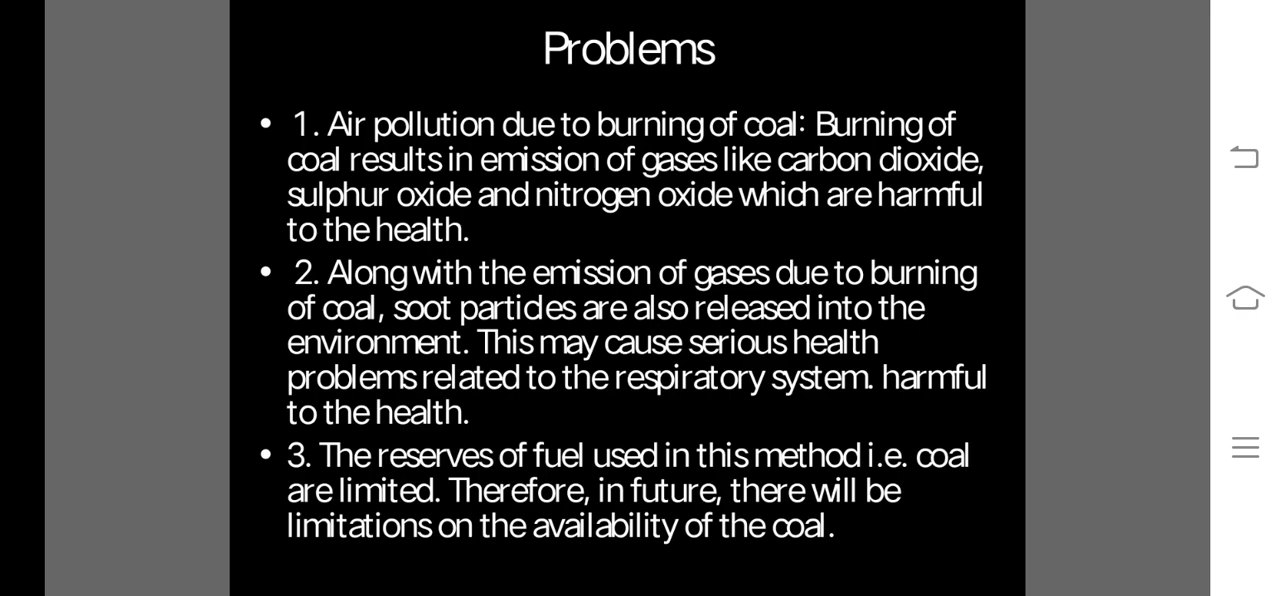 Problems
• 1. Air pollution due to burning of coal: Burning of
coal results in emission of gases like carbon dioxide,
sulphur oxide and nitrogen oxide which are harmful
to the health.
• 2. Along with the emission of gases due to burning
of coal, soot particles are also released into the
environment. This may cause serious health
problems related to the respiratory system. harmful
to the health.
• 3. The reserves of fuel used in this method i.e. coal
are limited. Therefore, in future, there will be
limitations on the availability of the coal.